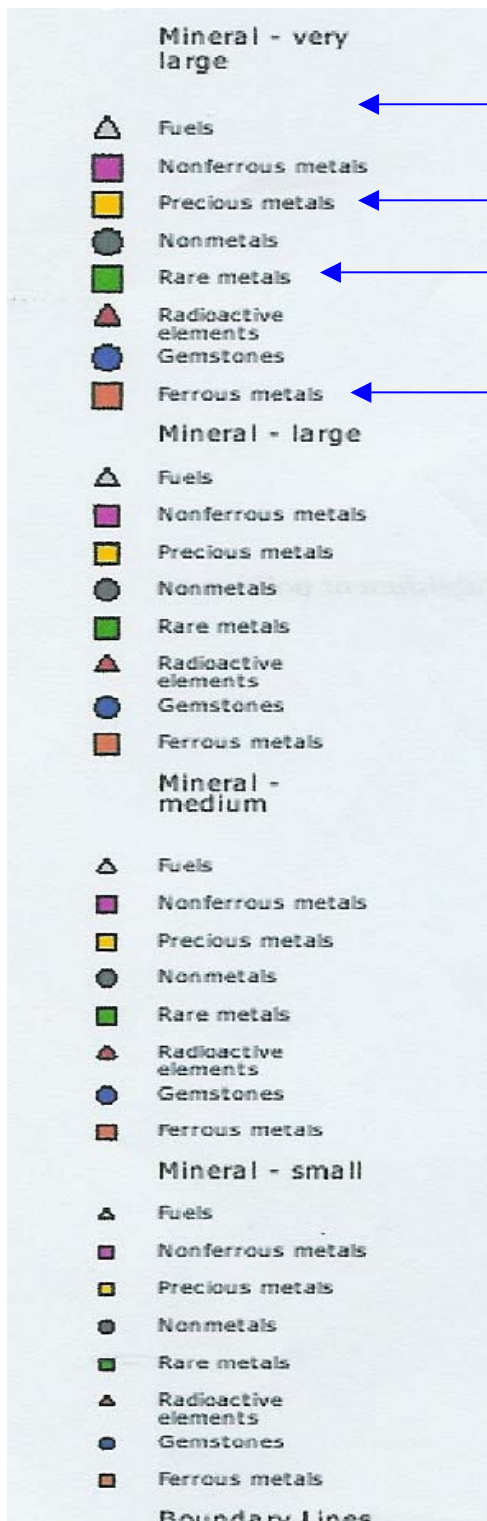 Mineral - very
large
Fuels
Nonferrous metals
Precious metals
Nonmetals
Rare metals
Radioactive
elements
Gemstones
Ferrous metals
Mineral - large
Fuels
Nonferrous metals
Precious metals
Nonmetals
Rare metals
Radioactive
elements
Gemstones
Ferrous metals
Mineral -
medium
Fuels
Nonferrous metals
Precious metals
Nonmetals
Rare metals
Radioactive
elements
Gemstones
Ferrous metals
Mineral - small
Fuels
Nonferrous metals
Precious metals
Nonmetals
Rare metals
Radioactive
elements
Gemstones
Ferrous metals
Boundary Lines